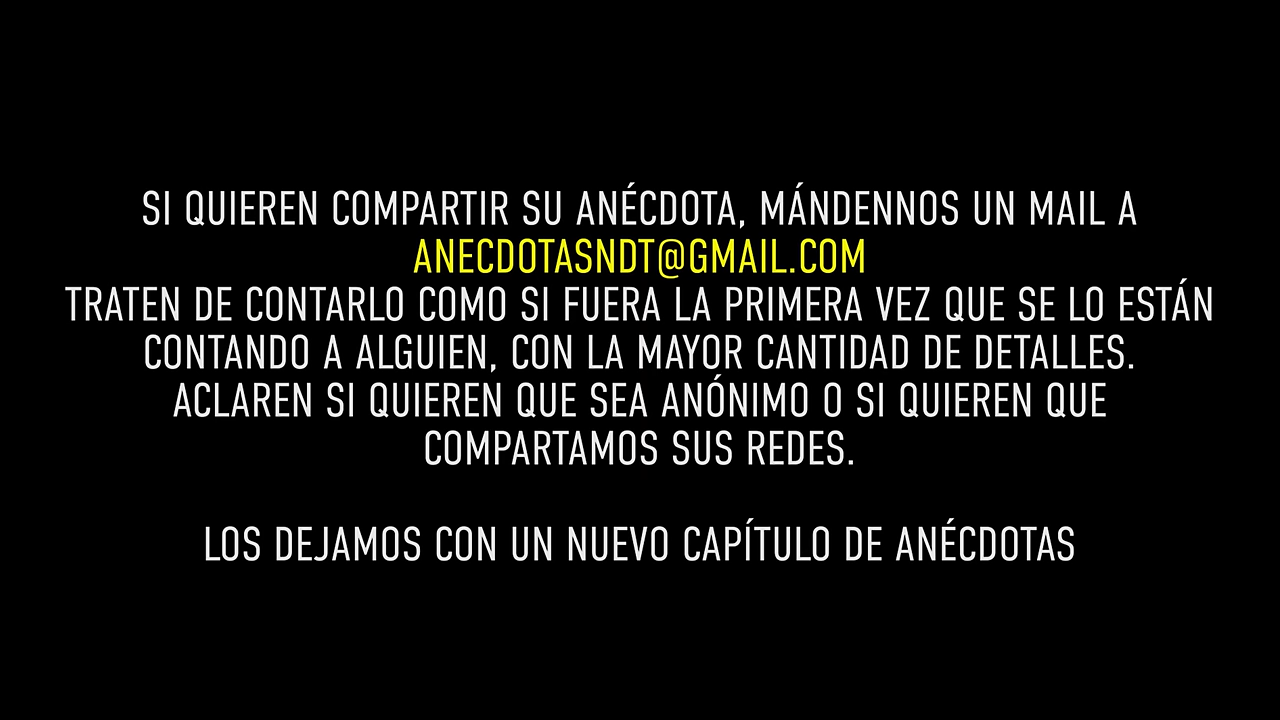 SI QUIEREN COMPARTIR SU ANÉCDOTA, MÁNDENNOS UN MAIL A
ANECDOTASNDT@GMAIL.COM
TRATEN DE CONTARLO COMO SI FUERA LA PRIMERA VEZ QUE SE LO ESTÁN
CONTANDO A ALGUIEN, CON LA MAYOR CANTIDAD DE DETALLES.
ACLAREN SI QUIEREN QUE SEA ANÓNIMO O SI QUIEREN QUE
COMPARTAMOS SUS REDES.
LOS DEJAMOS CON UN NUEVO CAPÍTULO DE ANÉCDOTAS